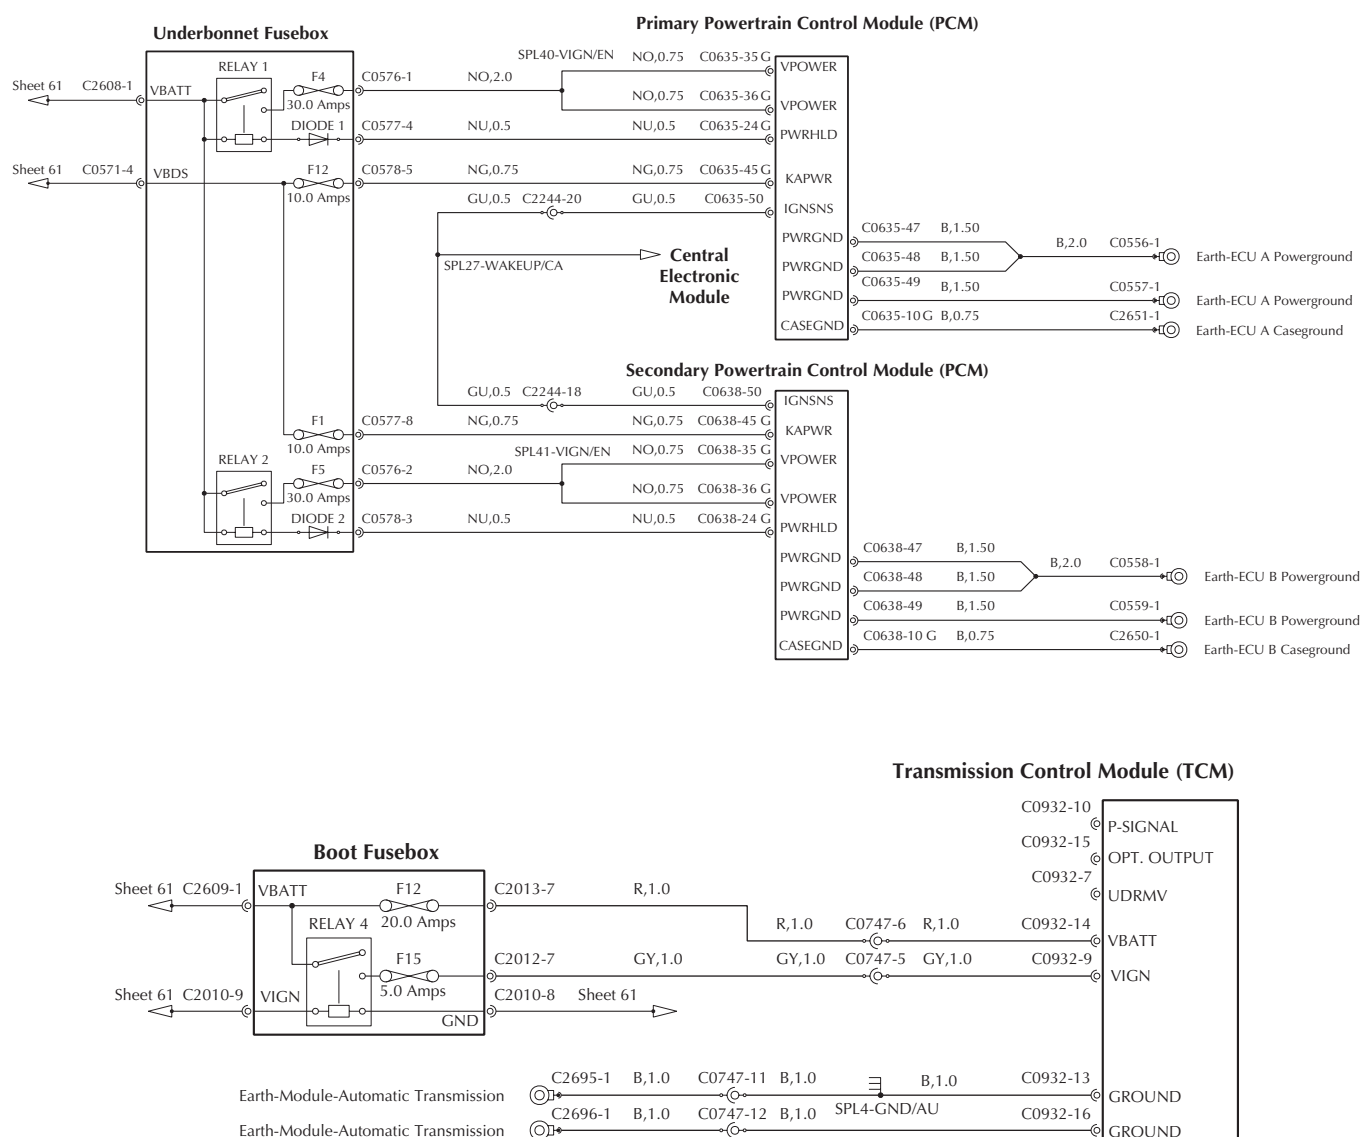 Primary Powertrain Control Module (PCM)
Underbonnet Fusebox
SPL40-VIGN/EN NO,0.75 C0635-35 G
RELAY 1
VPOWER
Sheet 61 C2608-1 VBATT F4 C0576-1 NO,2.0
30.0 Amps
NO,0.75 C0635-36 G
VPOWER
DIODE 1 C0577-4 NU,0.5 NU,0.5 C0635-24 G
PWRHLD
Sheet 61 C0571-4 VBDS F12 C0578-5 NG,0.75 NG,0.75 C0635-45 G
KAPWR
10.0 Amps
GU,0.5 C2244-20 GU,0.5 C0635-50
IGNSNS
PWRGND C0635-47 B,1.50
B,2.0 C0556-1 Earth-ECU A Powerground
SPL27-WAKEUP/CA
Central
Electronic
Module
PWRGND C0635-48 B,1.50
PWRGND C0635-49 B,1.50 C0557-1 Earth-ECU A Powerground
CASEGND C0635-10 G B,0.75 C2651-1 Earth-ECU A Caseground
Secondary Powertrain Control Module (PCM)
GU,0.5 C2244-18 GU,0.5 C0638-50
IGNSNS
F1 C0577-8 NG,0.75 NG,0.75 C0638-45 G
KAPWR
10.0 Amps
SPL41-VIGN/EN NO,0.75 C0638-35 G
VPOWER
RELAY 2
F5 C0576-2 NO,2.0
30.0 Amps
NO,0.75 C0638-36 G
VPOWER
DIODE 2 C0578-3 NU,0.5 NU,0.5 C0638-24 G
PWRHLD
PWRGND C0638-47 B,1.50
B,2.0 C0558-1 Earth-ECU B Powerground
PWRGND C0638-48 B,1.50
PWRGND C0638-49 B,1.50 C0559-1 Earth-ECU B Powerground
CASEGND C0638-10 G B,0.75 C2650-1 Earth-ECU B Caseground
Transmission Control Module (TCM)
C0932-10
P-SIGNAL
C0932-15
OPT. OUTPUT
C0932-7
UDRMV
Boot Fusebox
Sheet 61 C2609-1 VBATT F12 C2013-7 R,1.0
20.0 Amps
RELAY 4
R,1.0 C0747-6 R,1.0 C0932-14
VBATT
F15 C2012-7 GY,1.0 GY,1.0 C0747-5 GY,1.0 C0932-9
VIGN
5.0 Amps
Sheet 61 C2010-9 VIGN C2010-8 Sheet 61
GND
Earth-Module-Automatic Transmission C2695-1 B,1.0 C0747-11 B,1.0 B,1.0 C0932-13
GROUND
SPL4-GND/AU
Earth-Module-Automatic Transmission C2696-1 B,1.0 C0747-12 B,1.0 C0932-16
GROUND